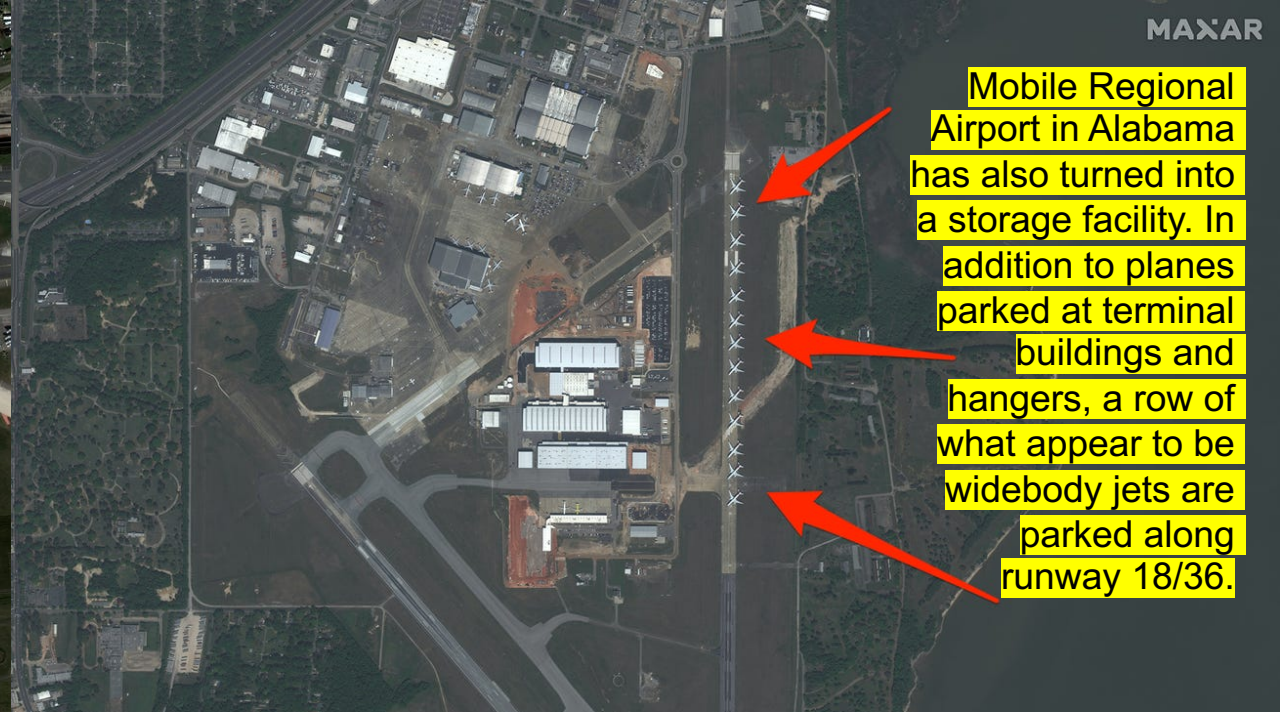 MAXAR
Mobile Regional
Airport in Alabama
has also turned into
a storage facility. In
addition to planes
parked at terminal
buildings and
hangers, a row of
what appear to be
widebody jets are
parked along
runway 18/36.